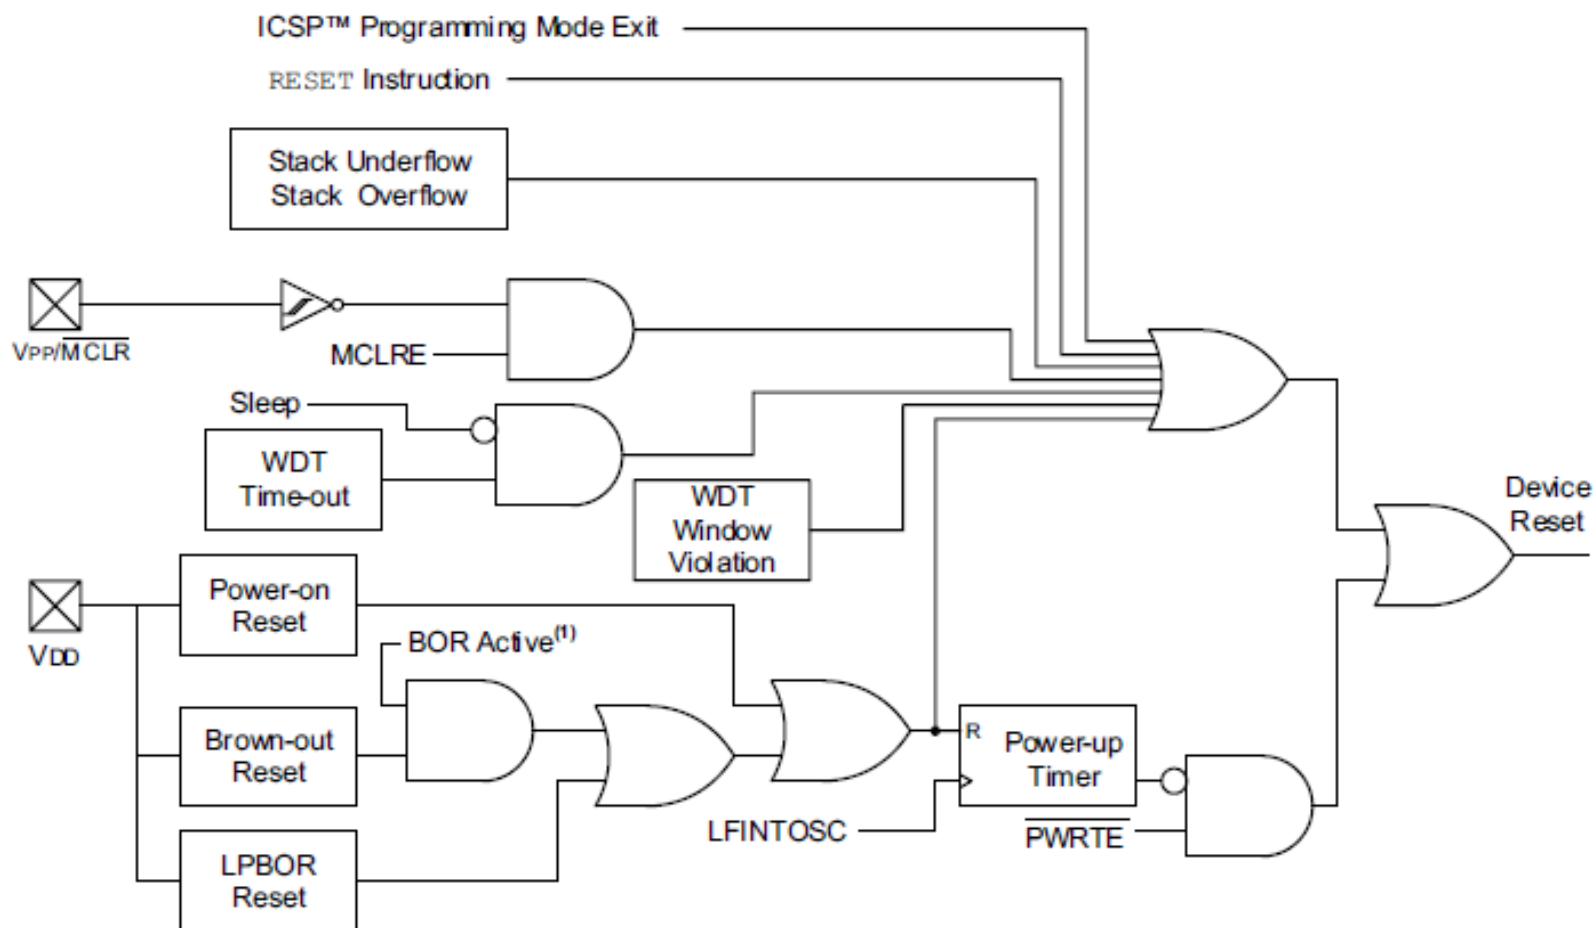 ICSP™ Programming Mode Exit
RESET Instruction
Stack Underflow
Stack Overflow
VPP/MCLR
MCLRE
Sleep
WDT
Time-out
WDT
Window
Violation
Device
Reset
VDD
Power-on
Reset
BOR Active(1)
Brown-out
Reset
R
Power-up
Timer
LFINTOSC
PWRTE
LPBOR
Reset